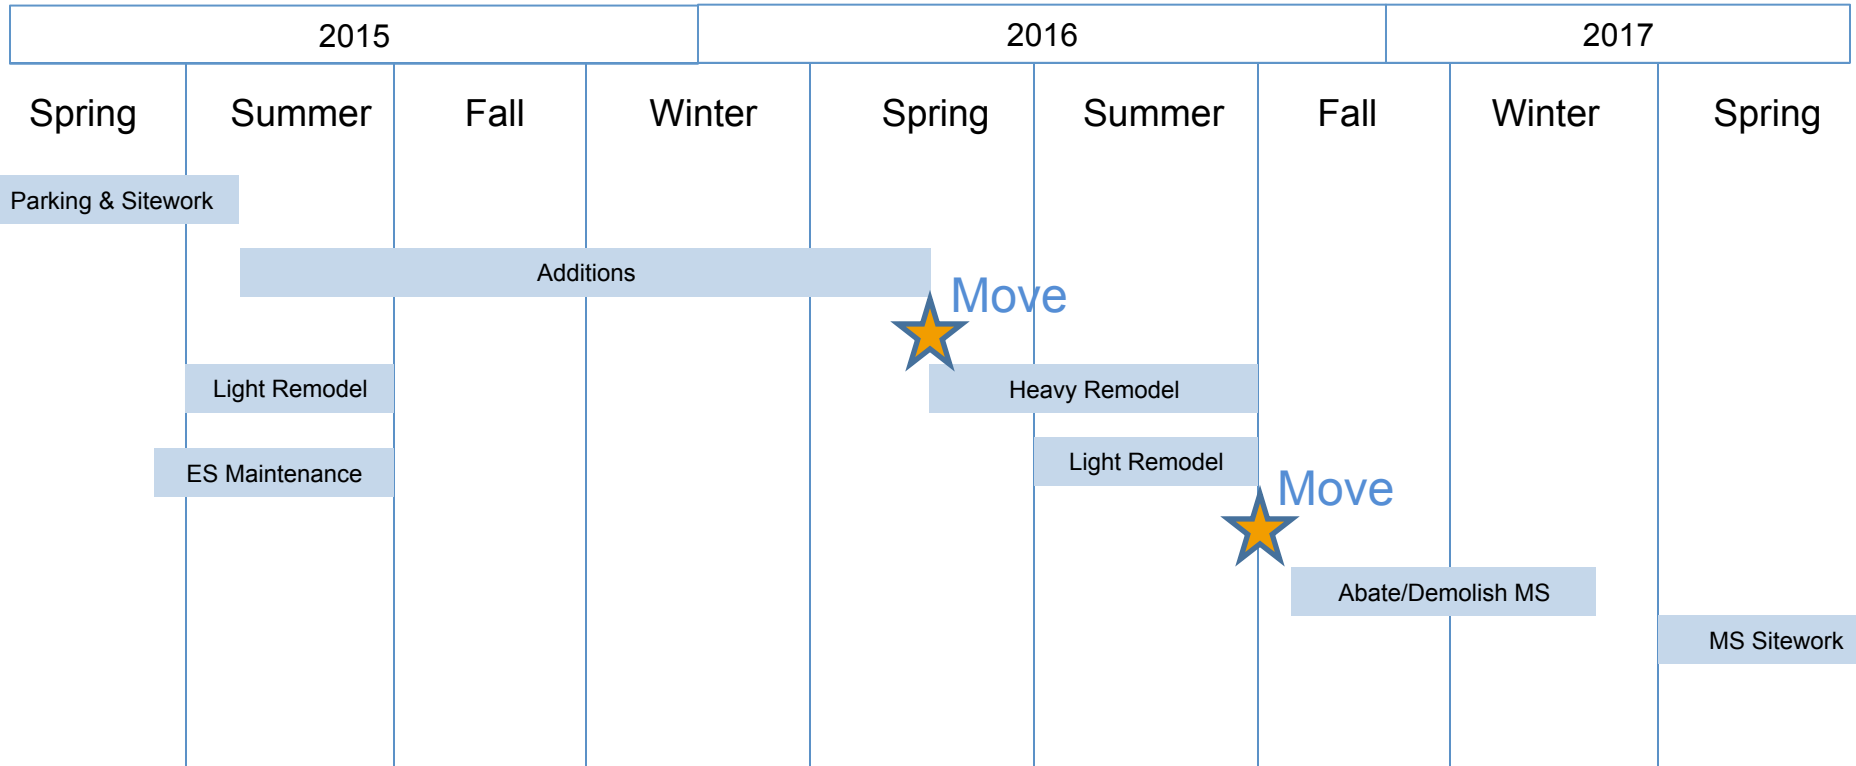 2015
2016
2017
Spring
Summer
Fall
Winter
Spring
Summer
Fall
Winter
Spring
Parking & Sitework
Additions
Move
Light Remodel
Heavy Remodel
ES Maintenance
Light Remodel
Move
Abate/Demolish MS
MS Sitework